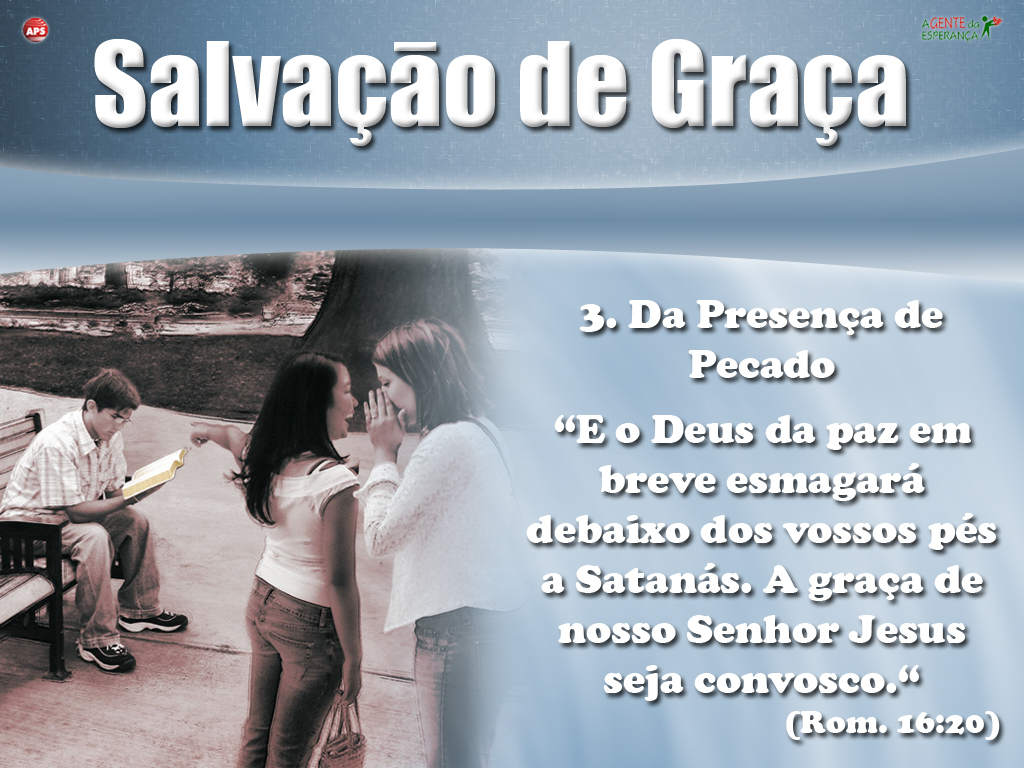 APS
AGENTE da
ESPERANÇA
Salvação de Graça
3. Da Presença de
Pecado
“E o Deus da paz em
breve esmagará
debaixo dos vossos pés
a Satanás. A graça de
nosso Senhor Jesus
seja convosco.“
(Rom. 16:20)